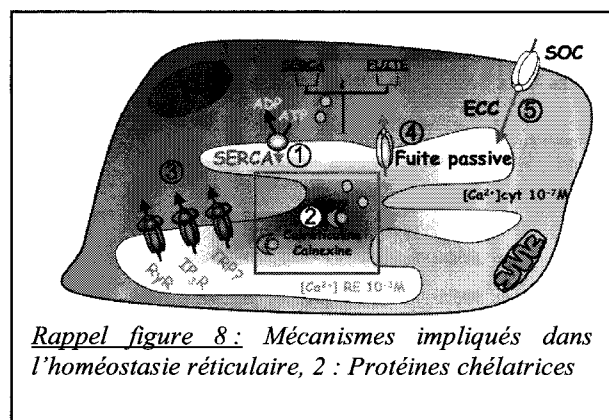 SERCA FUITE
SOC
ADP
ATP
ECC ⑤
SERCA ① ④
Fuite passive
③
[Ca²⁺]cyt 10⁻⁷M
②
Calréticuline
Calnexine
RyR IP₃R TRP?
[Ca²⁺] RE 10⁻³M
Rappel figure 8 : Mécanismes impliqués dans
l'homéostasie réticulaire, 2 : Protéines chélatrices